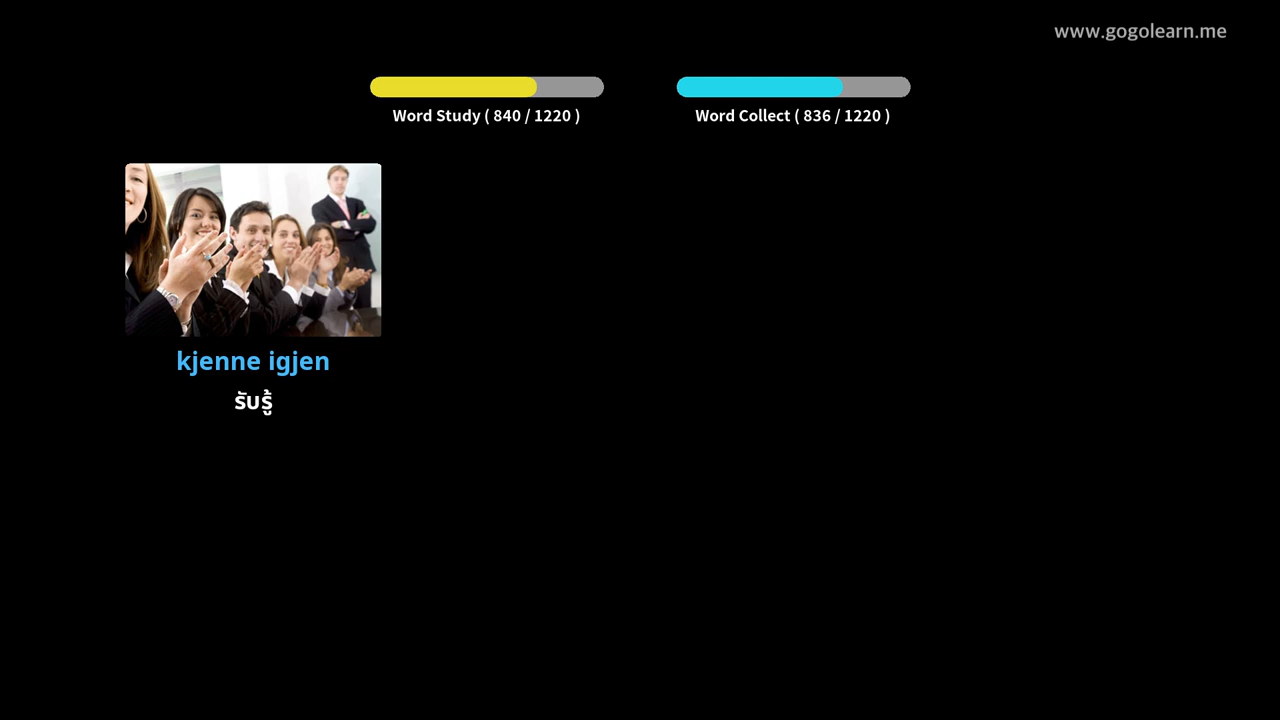 www.gogolearn.me
Word Study ( 840 / 1220 )
Word Collect ( 836 / 1220 )
kjenne igjen
รับรู้